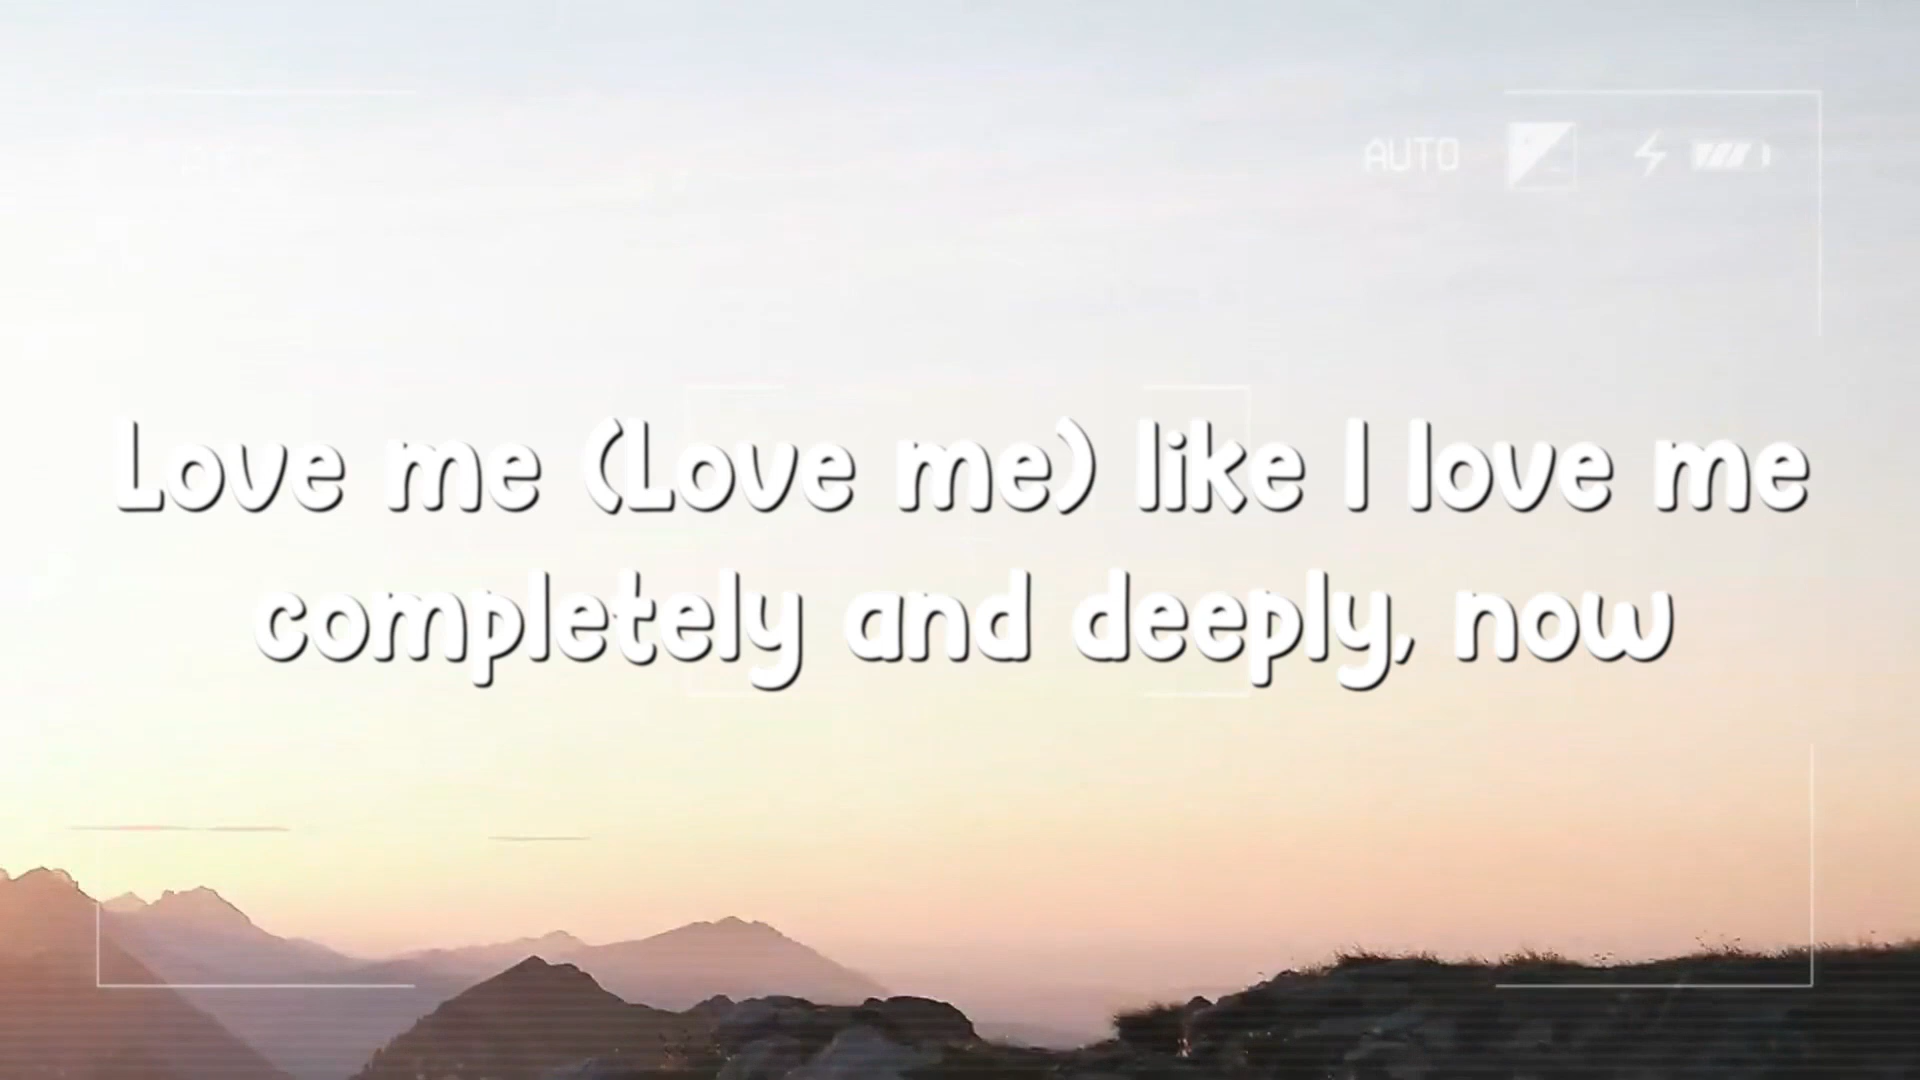 AUTO
Love me (Love me) like I love me
completely and deeply, now